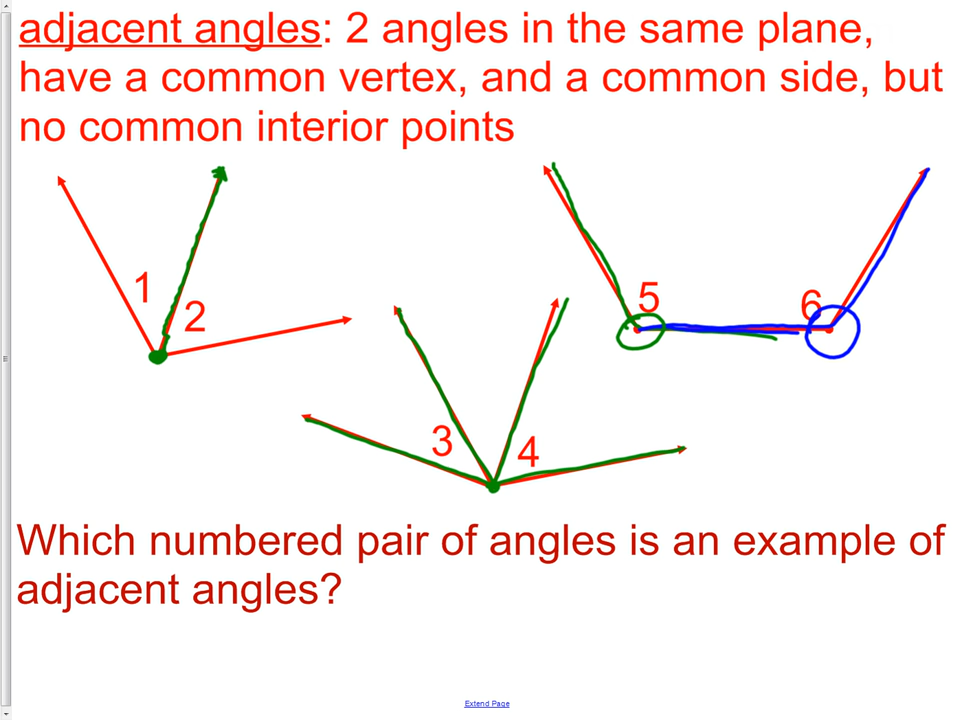 adjacent angles: 2 angles in the same plane,
have a common vertex, and a common side, but
no common interior points
1
2
5
6
3
4
Which numbered pair of angles is an example of
adjacent angles?
Extend Page